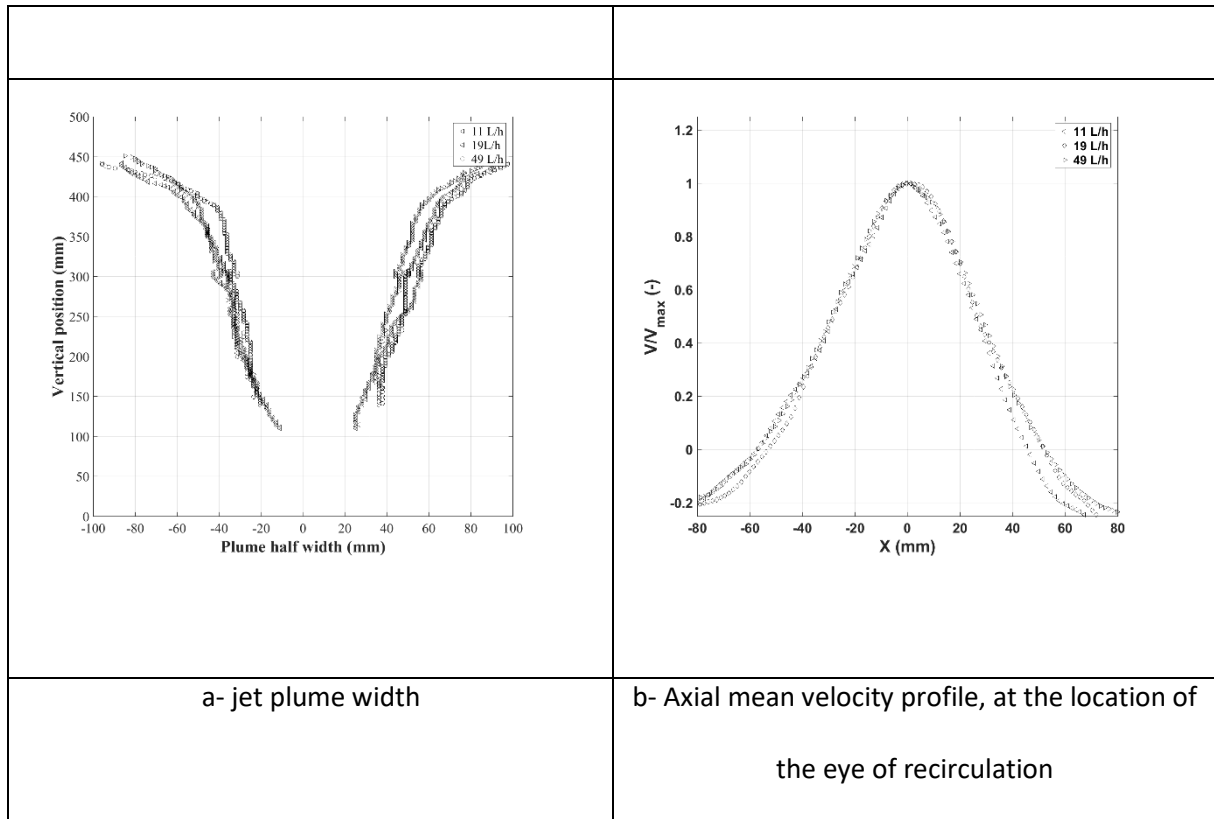 500
450
400
350
300
250
200
150
100
50
0
-100 -80 -60 -40 -20 0 20 40 60 80 100
Vertical position (mm)
Plume half width (mm)
11 L/h
19L/h
49 L/h
1.2
1
0.8
0.6
0.4
0.2
0
-0.2
-80 -60 -40 -20 0 20 40 60 80
V/Vmax (-)
X (mm)
11 L/h
19 L/h
49 L/h
a- jet plume width
b- Axial mean velocity profile, at the location of
the eye of recirculation